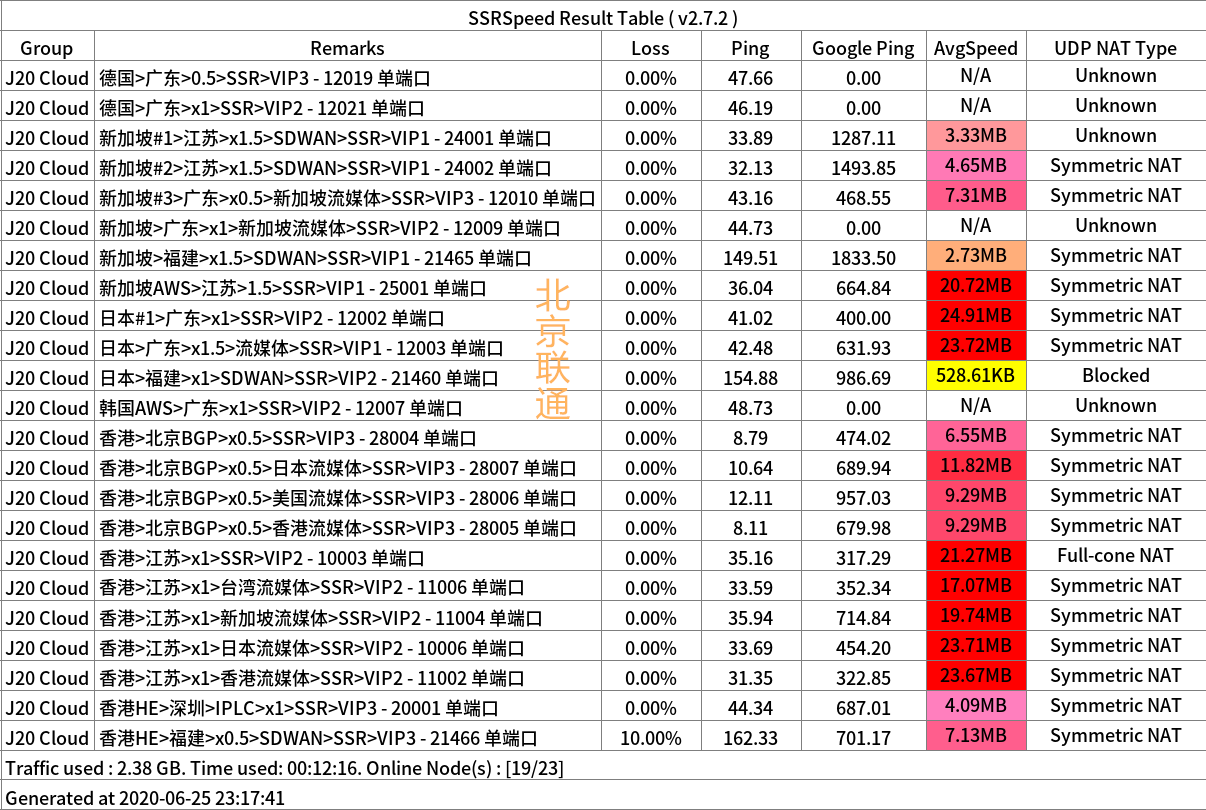 SSRSpeed Result Table ( v2.7.2 )
Group Remarks Loss Ping Google Ping AvgSpeed UDP NAT Type
J20 Cloud 德国>广东>0.5>SSR>VIP3 - 12019 单端口 0.00% 47.66 0.00 N/A Unknown
J20 Cloud 德国>广东>x1>SSR>VIP2 - 12021 单端口 0.00% 46.19 0.00 N/A Unknown
J20 Cloud 新加坡#1>江苏>x1.5>SDWAN>SSR>VIP1 - 24001 单端口 0.00% 33.89 1287.11 3.33MB Unknown
J20 Cloud 新加坡#2>江苏>x1.5>SDWAN>SSR>VIP1 - 24002 单端口 0.00% 32.13 1493.85 4.65MB Symmetric NAT
J20 Cloud 新加坡#3>广东>x0.5>新加坡流媒体>SSR>VIP3 - 12010 单端口 0.00% 43.16 468.55 7.31MB Symmetric NAT
J20 Cloud 新加坡>广东>x1>新加坡流媒体>SSR>VIP2 - 12009 单端口 0.00% 44.73 0.00 N/A Unknown
J20 Cloud 新加坡>福建>x1.5>SDWAN>SSR>VIP1 - 21465 单端口 0.00% 149.51 1833.50 2.73MB Symmetric NAT
J20 Cloud 新加坡AWS>江苏>1.5>SSR>VIP1 - 25001 单端口 0.00% 36.04 664.84 20.72MB Symmetric NAT
J20 Cloud 日本#1>广东>x1>SSR>VIP2 - 12002 单端口 0.00% 41.02 400.00 24.91MB Symmetric NAT
J20 Cloud 日本>广东>x1.5>流媒体>SSR>VIP1 - 12003 单端口 0.00% 42.48 631.93 23.72MB Symmetric NAT
J20 Cloud 日本>福建>x1>SDWAN>SSR>VIP2 - 21460 单端口 0.00% 154.88 986.69 528.61KB Blocked
J20 Cloud 韩国AWS>广东>x1>SSR>VIP2 - 12007 单端口 0.00% 48.73 0.00 N/A Unknown
J20 Cloud 香港>北京BGP>x0.5>SSR>VIP3 - 28004 单端口 0.00% 8.79 474.02 6.55MB Symmetric NAT
J20 Cloud 香港>北京BGP>x0.5>日本流媒体>SSR>VIP3 - 28007 单端口 0.00% 10.64 689.94 11.82MB Symmetric NAT
J20 Cloud 香港>北京BGP>x0.5>美国流媒体>SSR>VIP3 - 28006 单端口 0.00% 12.11 957.03 9.29MB Symmetric NAT
J20 Cloud 香港>北京BGP>x0.5>香港流媒体>SSR>VIP3 - 28005 单端口 0.00% 8.11 679.98 9.29MB Symmetric NAT
J20 Cloud 香港>江苏>x1>SSR>VIP2 - 10003 单端口 0.00% 35.16 317.29 21.27MB Full-cone NAT
J20 Cloud 香港>江苏>x1>台湾流媒体>SSR>VIP2 - 11006 单端口 0.00% 33.59 352.34 17.07MB Symmetric NAT
J20 Cloud 香港>江苏>x1>新加坡流媒体>SSR>VIP2 - 11004 单端口 0.00% 35.94 714.84 19.74MB Symmetric NAT
J20 Cloud 香港>江苏>x1>日本流媒体>SSR>VIP2 - 10006 单端口 0.00% 33.69 454.20 23.71MB Symmetric NAT
J20 Cloud 香港>江苏>x1>香港流媒体>SSR>VIP2 - 11002 单端口 0.00% 31.35 322.85 23.67MB Symmetric NAT
J20 Cloud 香港HE>深圳>IPLC>x1>SSR>VIP3 - 20001 单端口 0.00% 44.34 687.01 4.09MB Symmetric NAT
J20 Cloud 香港HE>福建>x0.5>SDWAN>SSR>VIP3 - 21466 单端口 10.00% 162.33 701.17 7.13MB Symmetric NAT
Traffic used : 2.38 GB. Time used: 00:12:16. Online Node(s) : [19/23]
Generated at 2020-06-25 23:17:41
北京联通